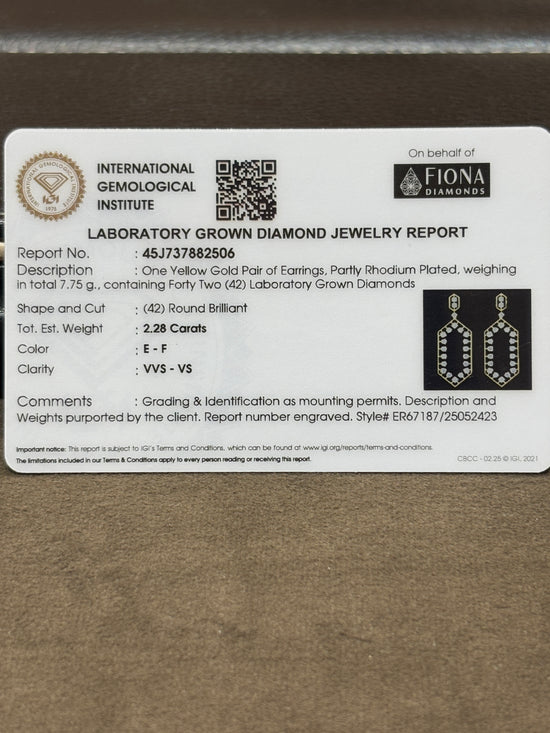 INTERNATIONAL GEMOLOGICAL INSTITUTE
IGI
1975
INTERNATIONAL
GEMOLOGICAL
INSTITUTE
On behalf of
FIONA
DIAMONDS
LABORATORY GROWN DIAMOND JEWELRY REPORT
Report No. : 45J737882506
Description : One Yellow Gold Pair of Earrings, Partly Rhodium Plated, weighing
in total 7.75 g., containing Forty Two (42) Laboratory Grown Diamonds
Shape and Cut : (42) Round Brilliant
Tot. Est. Weight : 2.28 Carats
Color : E - F
Clarity : VVS - VS
Comments : Grading & Identification as mounting permits. Description and
Weights purported by the client. Report number engraved. Style# ER67187/25052423
Important notice: This report is subject to IGI's Terms and Conditions, which can be found at www.igi.org/reports/terms-and-conditions.
The limitations included in our Terms & Conditions apply to every person reading or receiving this report.
CBCC - 02.25 © IGI, 2021